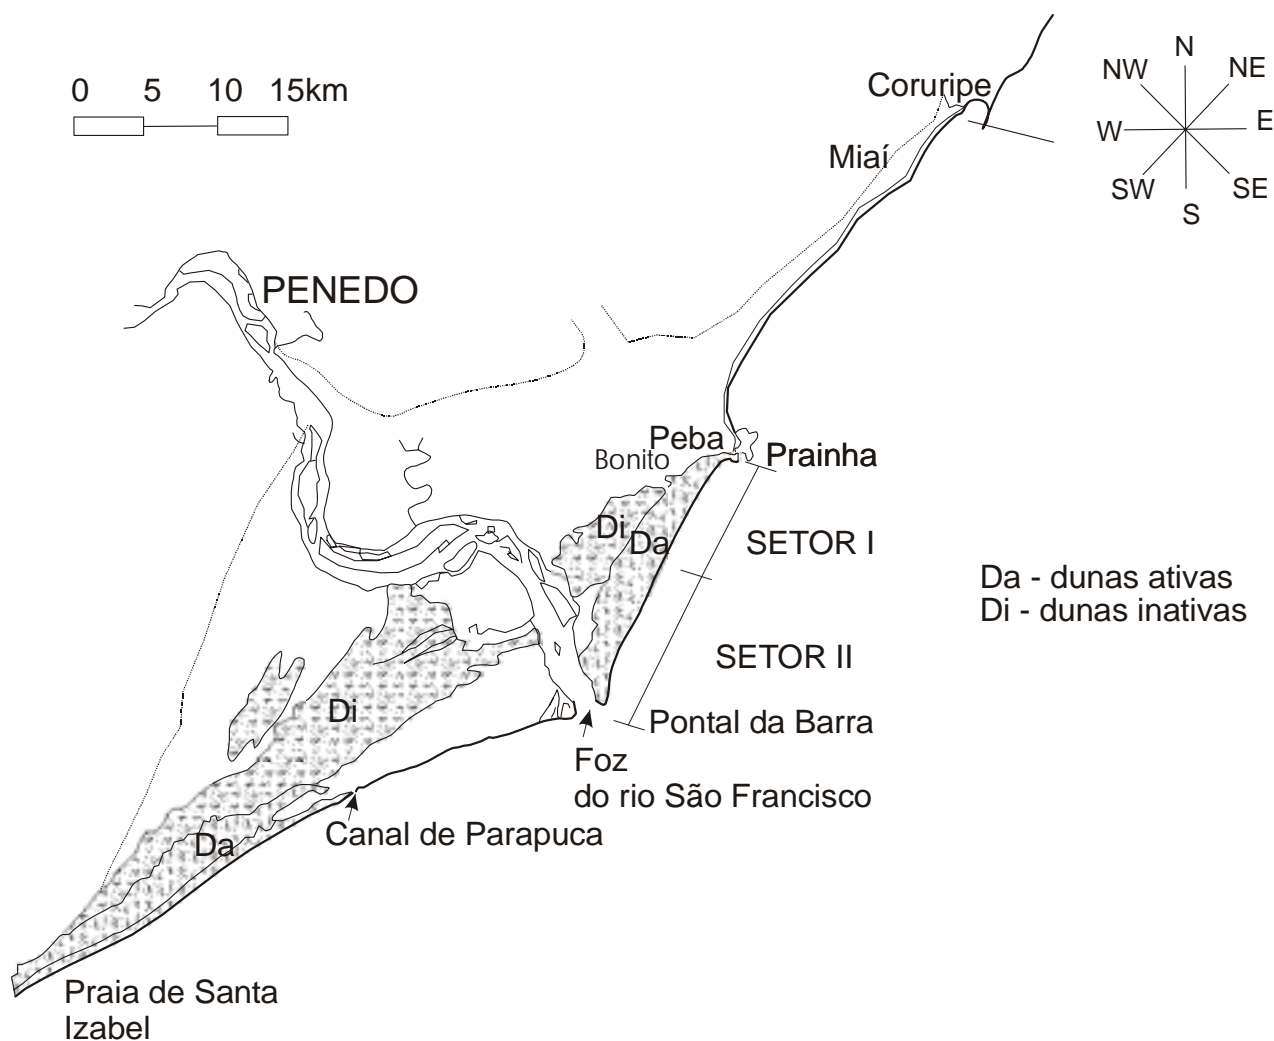 0 5 10 15km
Coruripe
Miaí
N
NW NE
W E
SW SE
S
PENEDO
Peba
Bonito
Prainha
Di
Da
SETOR I
Da - dunas ativas
Di - dunas inativas
SETOR II
Di
Pontal da Barra
Foz
do rio São Francisco
Canal de Parapuca
Da
Praia de Santa
Izabel